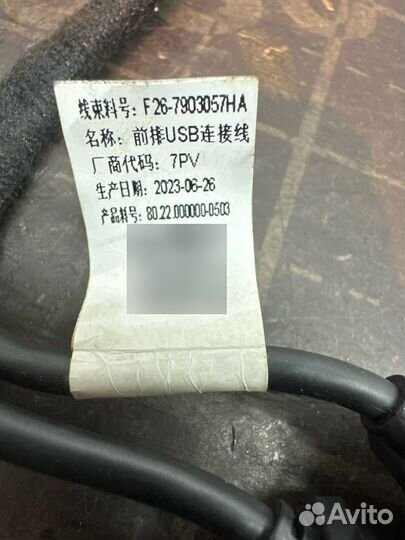 线束料号: F26-7903057HA
名称: 前排USB连接线
厂商代码: 7PV
生产日期: 2023-06-26
产品料号: 80.22.000000-0503
Avito